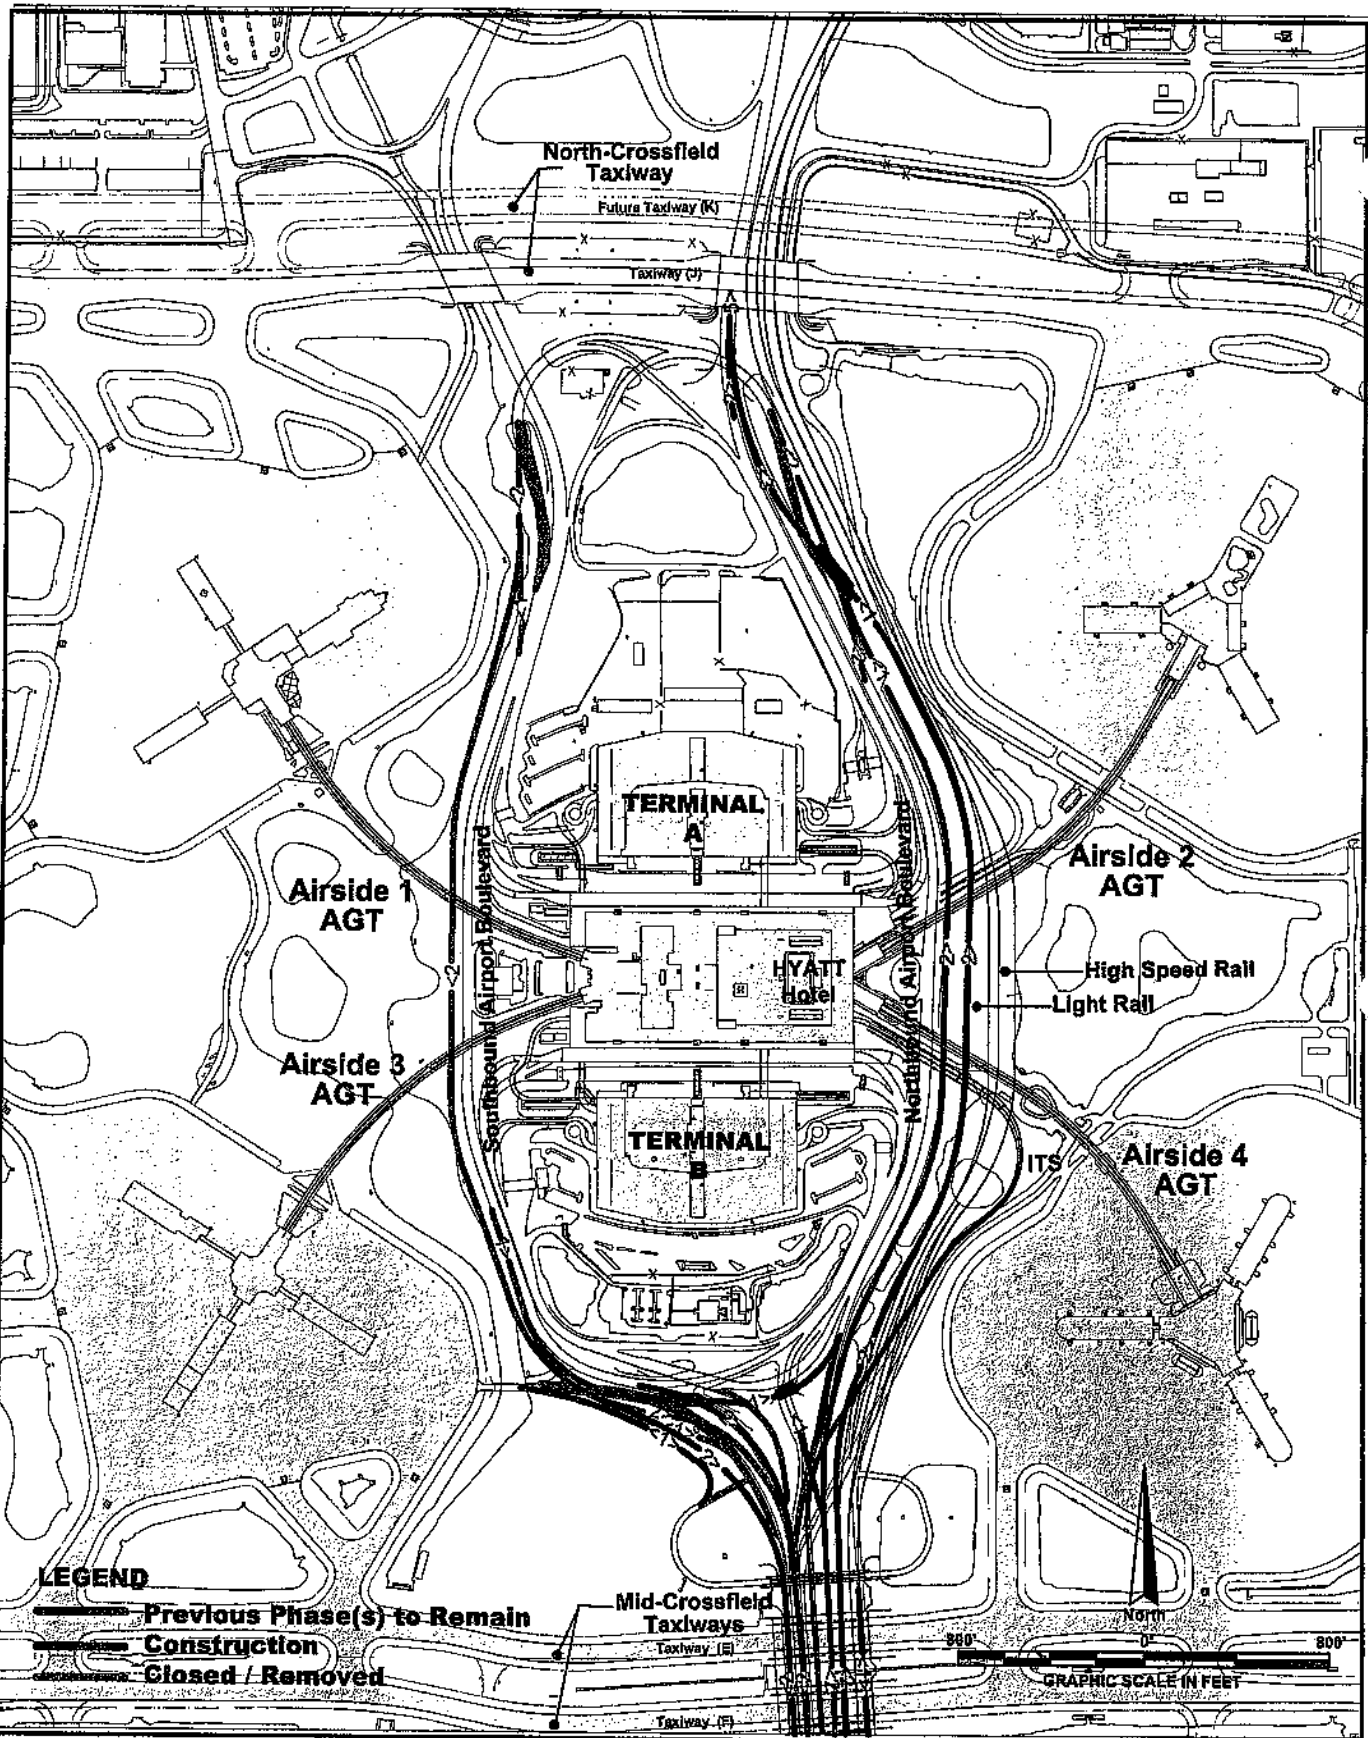 North-Crossfield
Taxiway
Future Taxiway (K)
Taxiway (J)
TERMINAL
A
Southbound Airport Boulevard
Northbound Airport Boulevard
Airside 1
AGT
Airside 2
AGT
HYATT
Hotel
High Speed Rail
Light Rail
Airside 3
AGT
TERMINAL
B
ITS
Airside 4
AGT
LEGEND
Previous Phase(s) to Remain
Construction
Closed / Removed
Mid-Crossfield
Taxiways
Taxiway (E)
Taxiway (F)
North
800'
0'
800'
GRAPHIC SCALE IN FEET